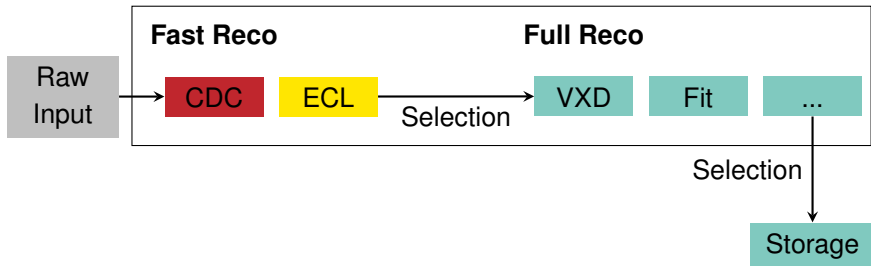 Fast Reco
Full Reco
Raw
Input
CDC
ECL
Selection
VXD
Fit
...
Selection
Storage